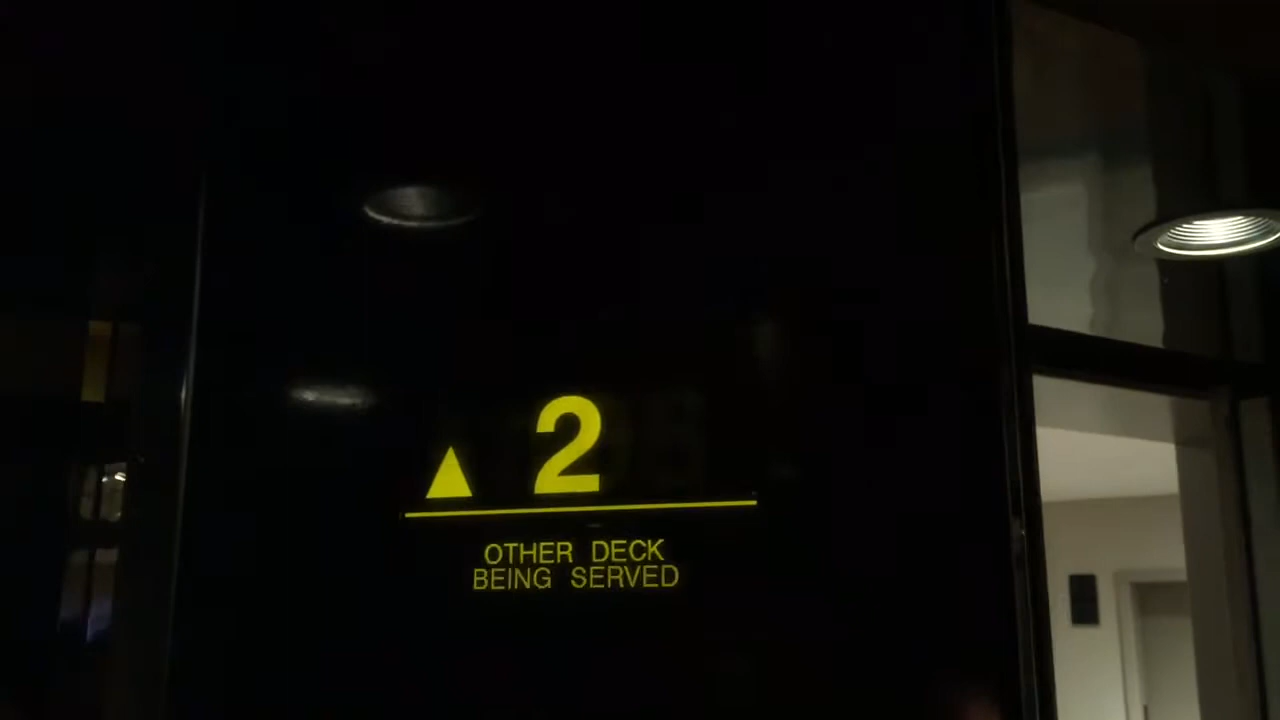 ▲ 2
OTHER DECK
BEING SERVED